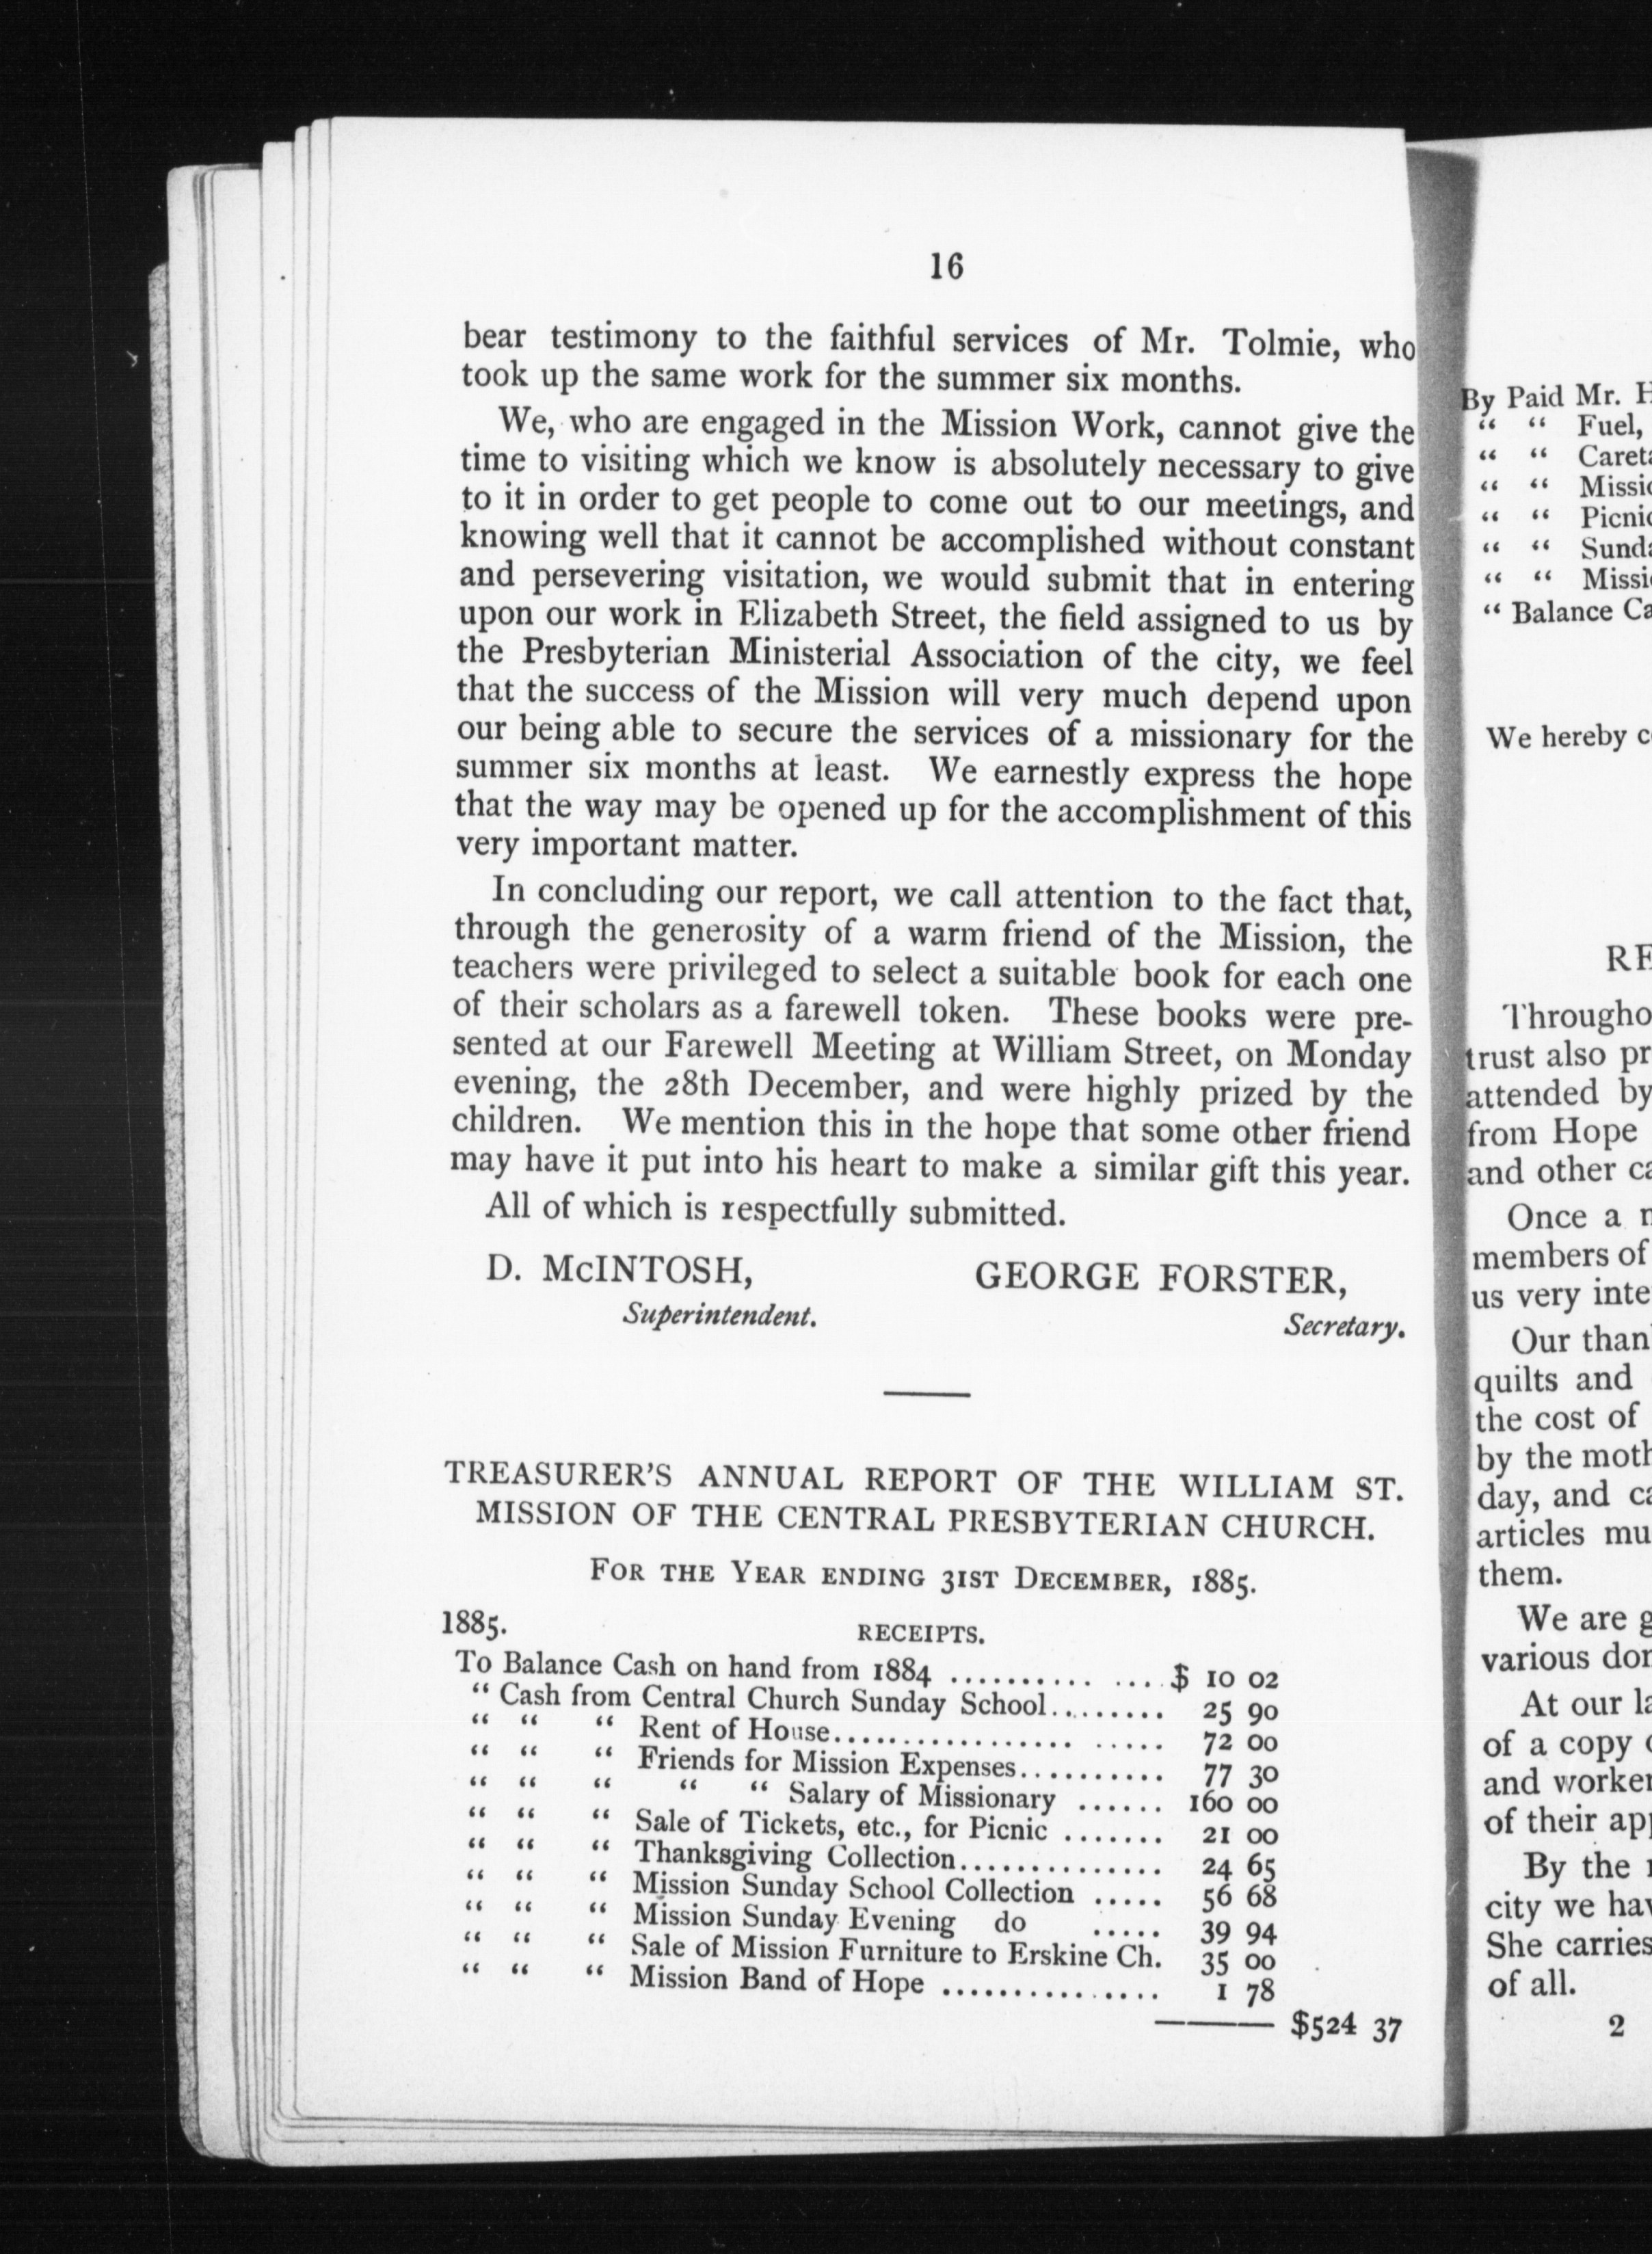 16
bear testimony to the faithful services of Mr. Tolmie, who
took up the same work for the summer six months.
We, who are engaged in the Mission Work, cannot give the
time to visiting which we know is absolutely necessary to give
to it in order to get people to come out to our meetings, and
knowing well that it cannot be accomplished without constant
and persevering visitation, we would submit that in entering
upon our work in Elizabeth Street, the field assigned to us by
the Presbyterian Ministerial Association of the city, we feel
that the success of the Mission will very much depend upon
our being able to secure the services of a missionary for the
summer six months at least. We earnestly express the hope
that the way may be opened up for the accomplishment of this
very important matter.
In concluding our report, we call attention to the fact that,
through the generosity of a warm friend of the Mission, the
teachers were privileged to select a suitable book for each one
of their scholars as a farewell token. These books were pre-
sented at our Farewell Meeting at William Street, on Monday
evening, the 28th December, and were highly prized by the
children. We mention this in the hope that some other friend
may have it put into his heart to make a similar gift this year.
All of which is respectfully submitted.
D. McINTOSH, GEORGE FORSTER,
Superintendent. Secretary.
TREASURER'S ANNUAL REPORT OF THE WILLIAM ST.
MISSION OF THE CENTRAL PRESBYTERIAN CHURCH.
FOR THE YEAR ENDING 31ST DECEMBER, 1885.
1885. RECEIPTS.
To Balance Cash on hand from 1884 .......... .... $ 10 02
" Cash from Central Church Sunday School......... 25 90
" " " Rent of House.................. ..... 72 00
" " " Friends for Mission Expenses........... 77 30
" " " " " Salary of Missionary ...... 160 00
" " " Sale of Tickets, etc., for Picnic ....... 21 00
" " " Thanksgiving Collection............... 24 65
" " " Mission Sunday School Collection ..... 56 68
" " " Mission Sunday Evening do ..... 39 94
" " " Sale of Mission Furniture to Erskine Ch. 35 00
" " " Mission Band of Hope ................ 1 78
$524 37
By Paid Mr.
" " Fuel,
" "
" "
" "
" "
" "
" Balance
We hereby
trust also
attended by
from Hope
and other
Once a
members of
us very
Our
quilts and
the cost of
by the
day, and
articles
them.
We are
various
At our
of a copy
and
of their
By the
city we
She carries
of all.
2